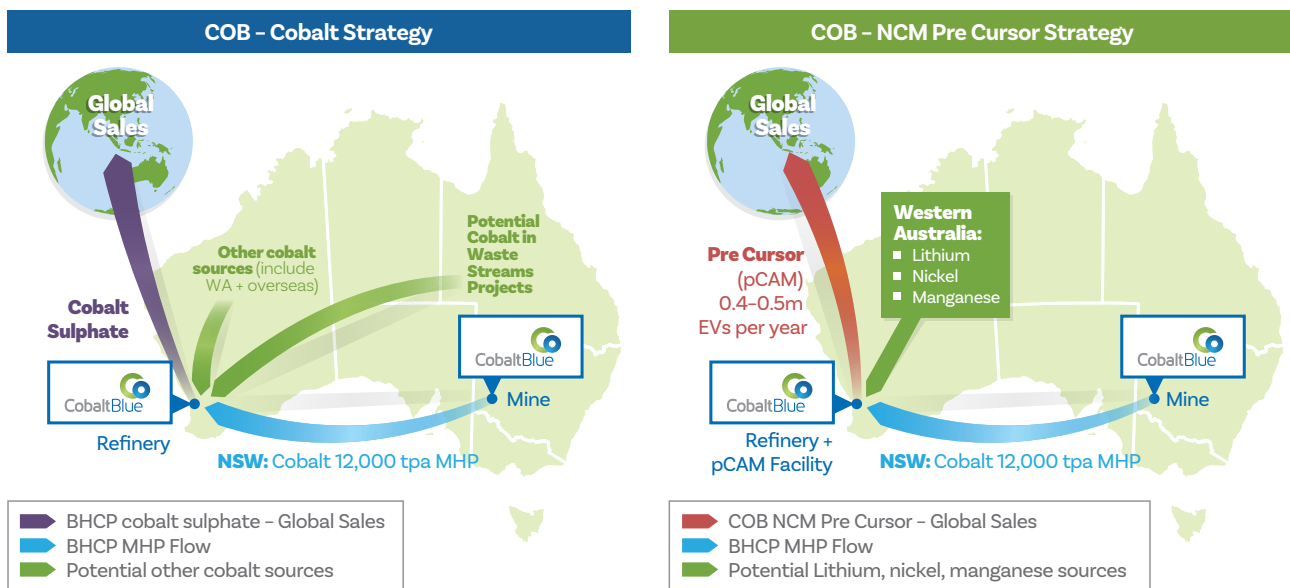 COB – Cobalt Strategy
Global
Sales
Other cobalt
sources (include
WA + overseas)
Potential
Cobalt in
Waste
Streams
Projects
Cobalt
Sulphate
CobaltBlue
Refinery
CobaltBlue
Mine
NSW: Cobalt 12,000 tpa MHP
BHCP cobalt sulphate – Global Sales
BHCP MHP Flow
Potential other cobalt sources
COB – NCM Pre Cursor Strategy
Global
Sales
Western
Australia:
Lithium
Nickel
Manganese
Pre Cursor
(pCAM)
0.4–0.5m
EVs per year
CobaltBlue
Refinery +
pCAM Facility
CobaltBlue
Mine
NSW: Cobalt 12,000 tpa MHP
COB NCM Pre Cursor – Global Sales
BHCP MHP Flow
Potential Lithium, nickel, manganese sources